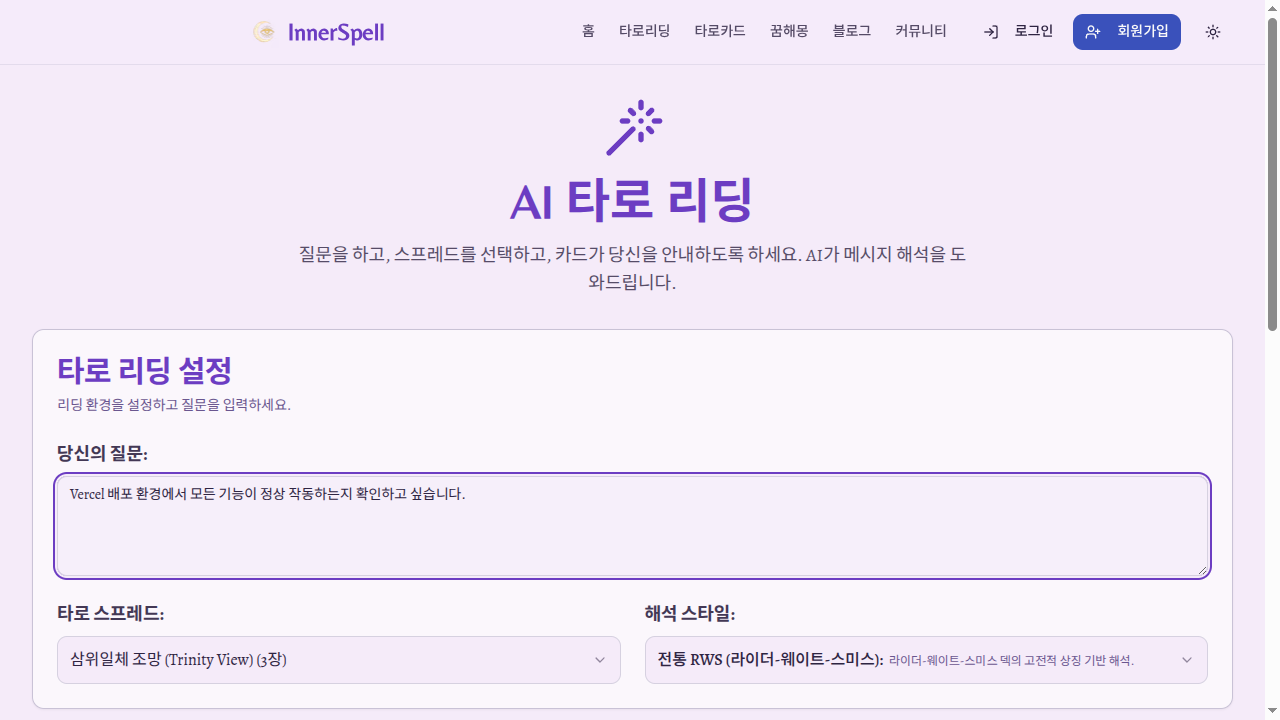 InnerSpell
홈 타로리딩 타로카드 꿈해몽 블로그 커뮤니티 로그인 회원가입
AI 타로 리딩
질문을 하고, 스프레드를 선택하고, 카드가 당신을 안내하도록 하세요. AI가 메시지 해석을 도
와드립니다.
타로 리딩 설정
리딩 환경을 설정하고 질문을 입력하세요.
당신의 질문:
Vercel 배포 환경에서 모든 기능이 정상 작동하는지 확인하고 싶습니다.
타로 스프레드:
해석 스타일:
삼위일체 조망 (Trinity View) (3장)
전통 RWS (라이더-웨이트-스미스): 라이더-웨이트-스미스 덱의 고전적 상징 기반 해석.